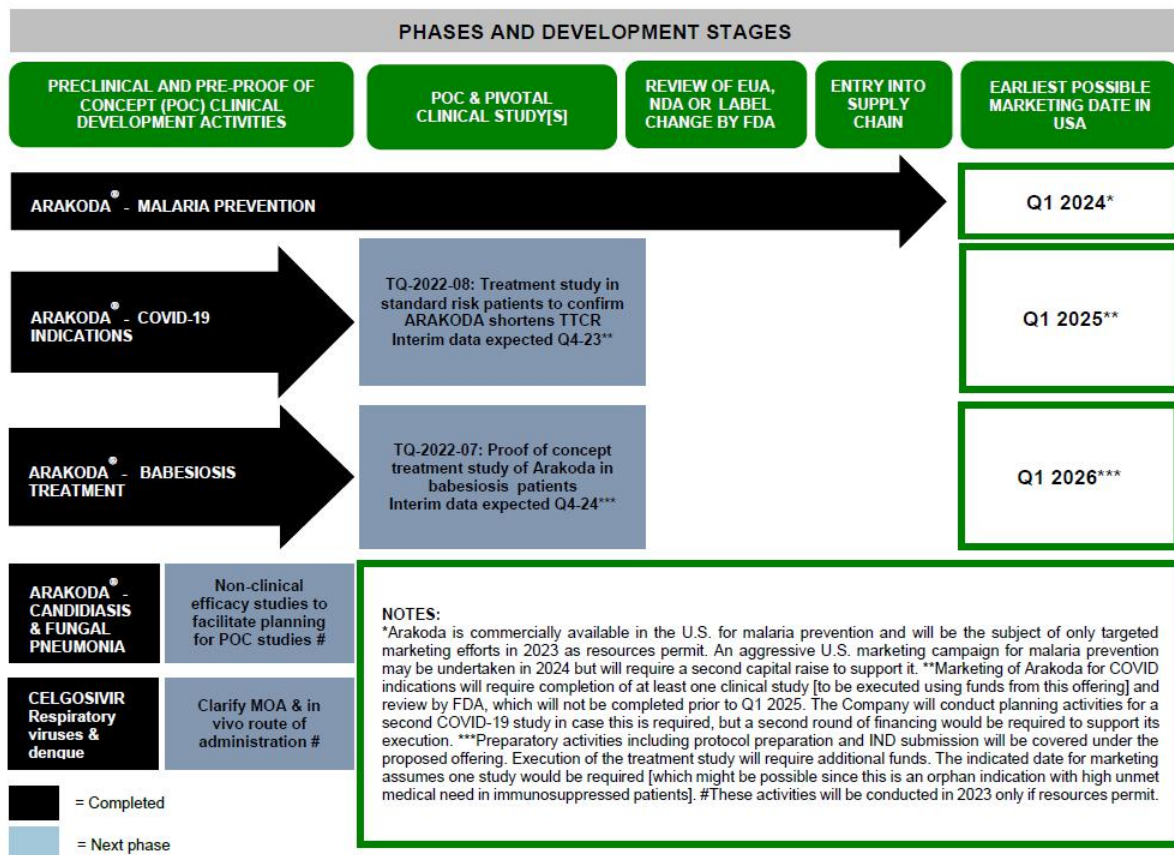 PHASES AND DEVELOPMENT STAGES
PRECLINICAL AND PRE-PROOF OF
CONCEPT (POC) CLINICAL
DEVELOPMENT ACTIVITIES
POC & PIVOTAL
CLINICAL STUDY[S]
REVIEW OF EUA,
NDA OR LABEL
CHANGE BY FDA
ENTRY INTO
SUPPLY
CHAIN
EARLIEST POSSIBLE
MARKETING DATE IN
USA
ARAKODA® - MALARIA PREVENTION
Q1 2024*
ARAKODA® - COVID-19
INDICATIONS
TQ-2022-08: Treatment study in
standard risk patients to confirm
ARAKODA shortens TTCR
Interim data expected Q4-23**
Q1 2025**
ARAKODA® - BABESIOSIS
TREATMENT
TQ-2022-07: Proof of concept
treatment study of Arakoda in
babesiosis patients
Interim data expected Q4-24***
Q1 2026***
ARAKODA® -
CANDIDIASIS
& FUNGAL
PNEUMONIA
Non-clinical
efficacy studies to
facilitate planning
for POC studies #
CELGOSIVIR
Respiratory
viruses &
dengue
Clarify MOA & in
vivo route of
administration #
NOTES:
*Arakoda is commercially available in the U.S. for malaria prevention and will be the subject of only targeted
marketing efforts in 2023 as resources permit. An aggressive U.S. marketing campaign for malaria prevention
may be undertaken in 2024 but will require a second capital raise to support it. **Marketing of Arakoda for COVID
indications will require completion of at least one clinical study [to be executed using funds from this offering] and
review by FDA, which will not be completed prior to Q1 2025. The Company will conduct planning activities for a
second COVID-19 study in case this is required, but a second round of financing would be required to support its
execution. ***Preparatory activities including protocol preparation and IND submission will be covered under the
proposed offering. Execution of the treatment study will require additional funds. The indicated date for marketing
assumes one study would be required [which might be possible since this is an orphan indication with high unmet
medical need in immunosuppressed patients]. #These activities will be conducted in 2023 only if resources permit.
= Completed
= Next phase